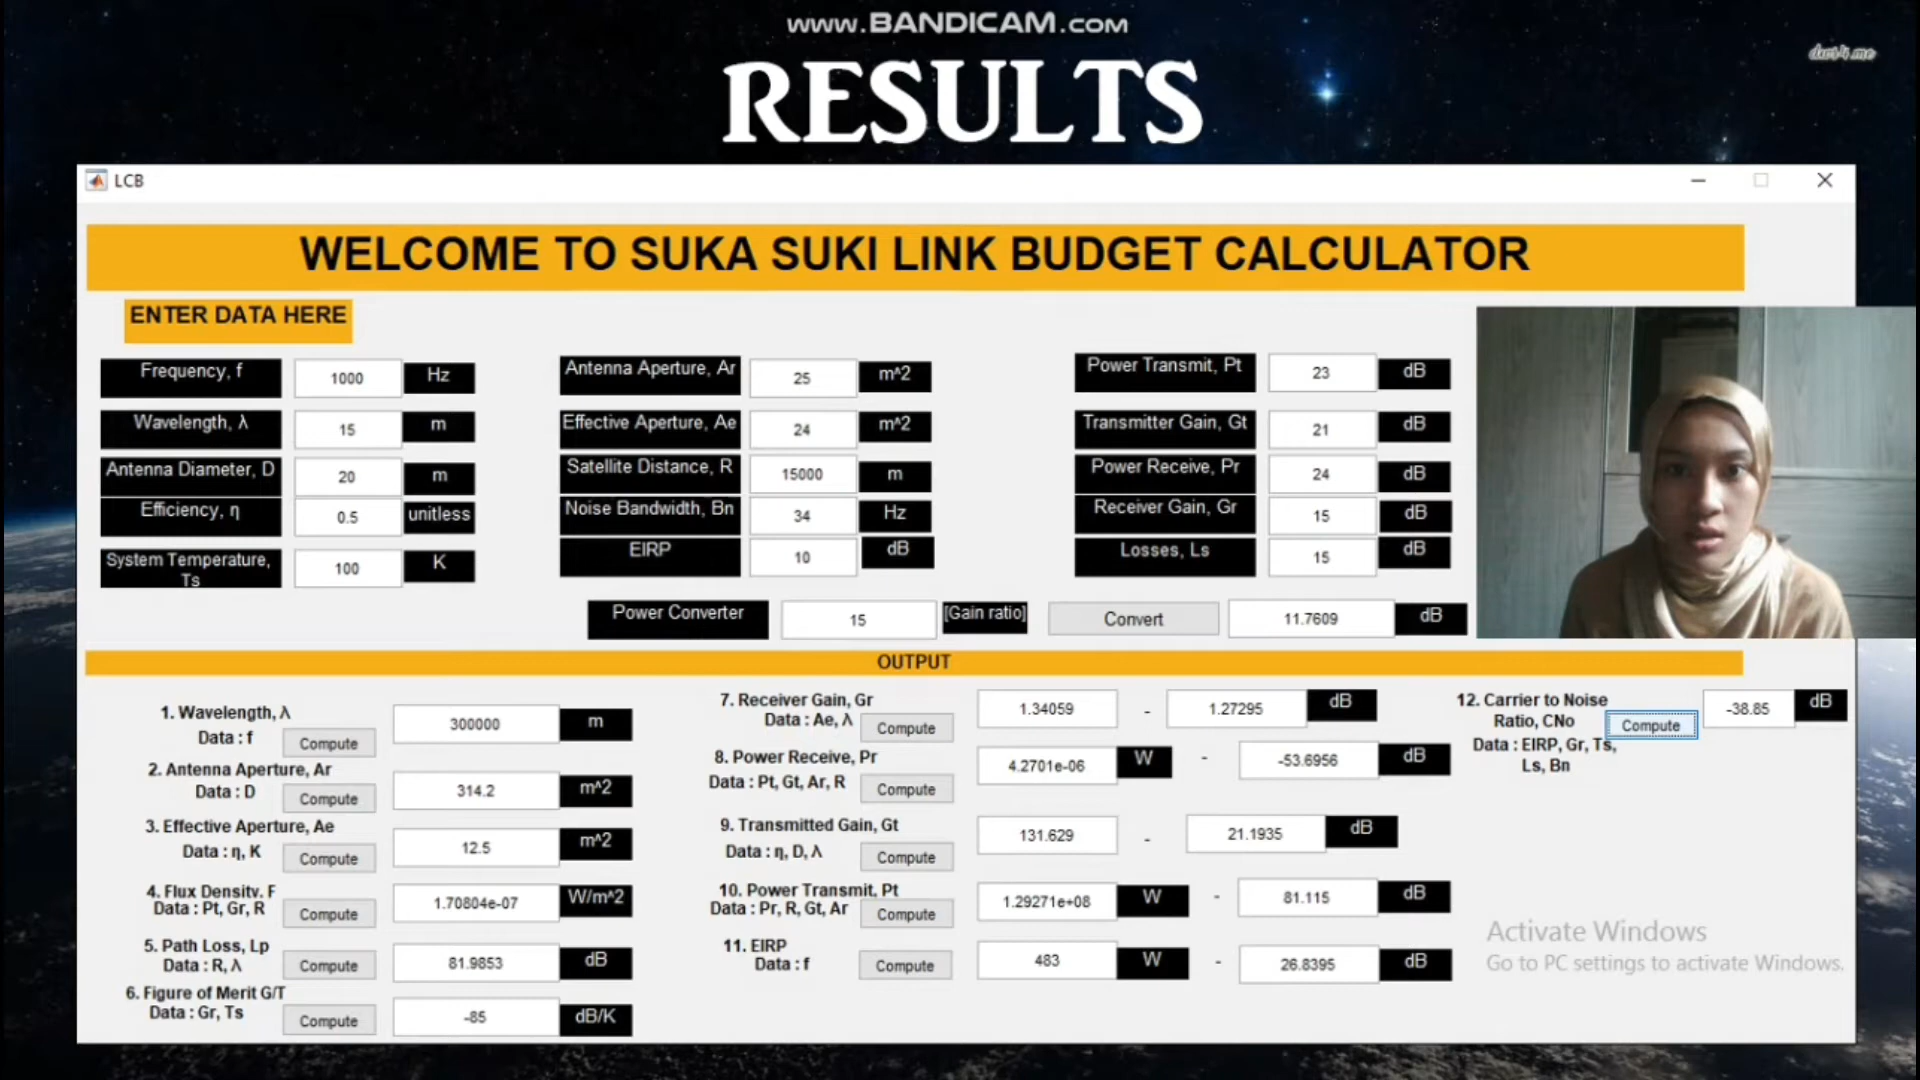 www.BANDICAM.com
RESULTS
LCB
WELCOME TO SUKA SUKI LINK BUDGET CALCULATOR
ENTER DATA HERE
Frequency, f 1000 Hz
Wavelength, λ 15 m
Antenna Diameter, D 20 m
Efficiency, η 0.5 unitless
System Temperature, Ts 100 K
Antenna Aperture, Ar 25 m^2
Effective Aperture, Ae 24 m^2
Satellite Distance, R 15000 m
Noise Bandwidth, Bn 34 Hz
EIRP 10 dB
Power Transmit, Pt 23 dB
Transmitter Gain, Gt 21 dB
Power Receive, Pr 24 dB
Receiver Gain, Gr 15 dB
Losses, Ls 15 dB
Power Converter 15 [Gain ratio] Convert 11.7609 dB
OUTPUT
1. Wavelength, λ
Data : f Compute 300000 m
2. Antenna Aperture, Ar
Data : D Compute 314.2 m^2
3. Effective Aperture, Ae
Data : η, K Compute 12.5 m^2
4. Flux Density, F
Data : Pt, Gr, R Compute 1.70804e-07 W/m^2
5. Path Loss, Lp
Data : R, λ Compute 81.9853 dB
6. Figure of Merit G/T
Data : Gr, Ts Compute -85 dB/K
7. Receiver Gain, Gr
Data : Ae, λ Compute 1.34059 - 1.27295 dB
8. Power Receive, Pr
Data : Pt, Gt, Ar, R Compute 4.2701e-06 W - -53.6956 dB
9. Transmitted Gain, Gt
Data : η, D, λ Compute 131.629 - 21.1935 dB
10. Power Transmit, Pt
Data : Pr, R, Gt, Ar Compute 1.29271e+08 W - 81.115 dB
11. EIRP
Data : f Compute 483 W - 26.8395 dB
12. Carrier to Noise
Ratio, CNo Compute -38.85 dB
Data : EIRP, Gr, Ts,
Ls, Bn
Activate Windows
Go to PC settings to activate Windows.